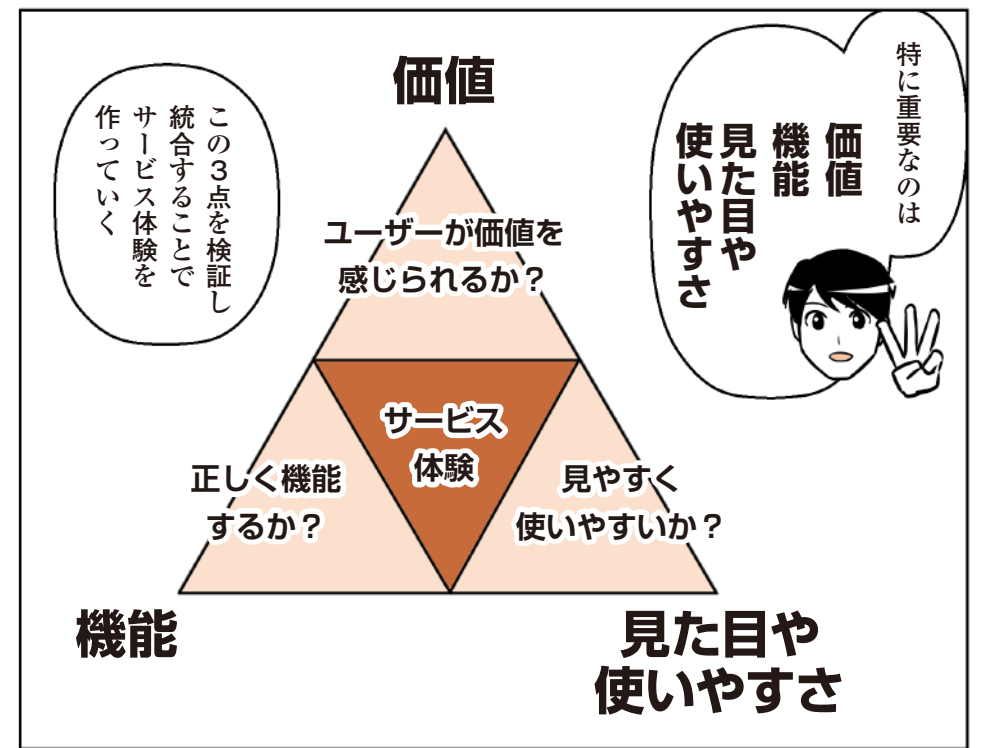 特に重要なのは
価値
機能
見た目や
使いやすさ
この３点を検証し
統合することで
サービス体験を
作っていく
価値
ユーザーが価値を
感じられるか？
サービス
体験
正しく機能
するか？
見やすく
使いやすいか？
機能
見た目や
使いやすさ